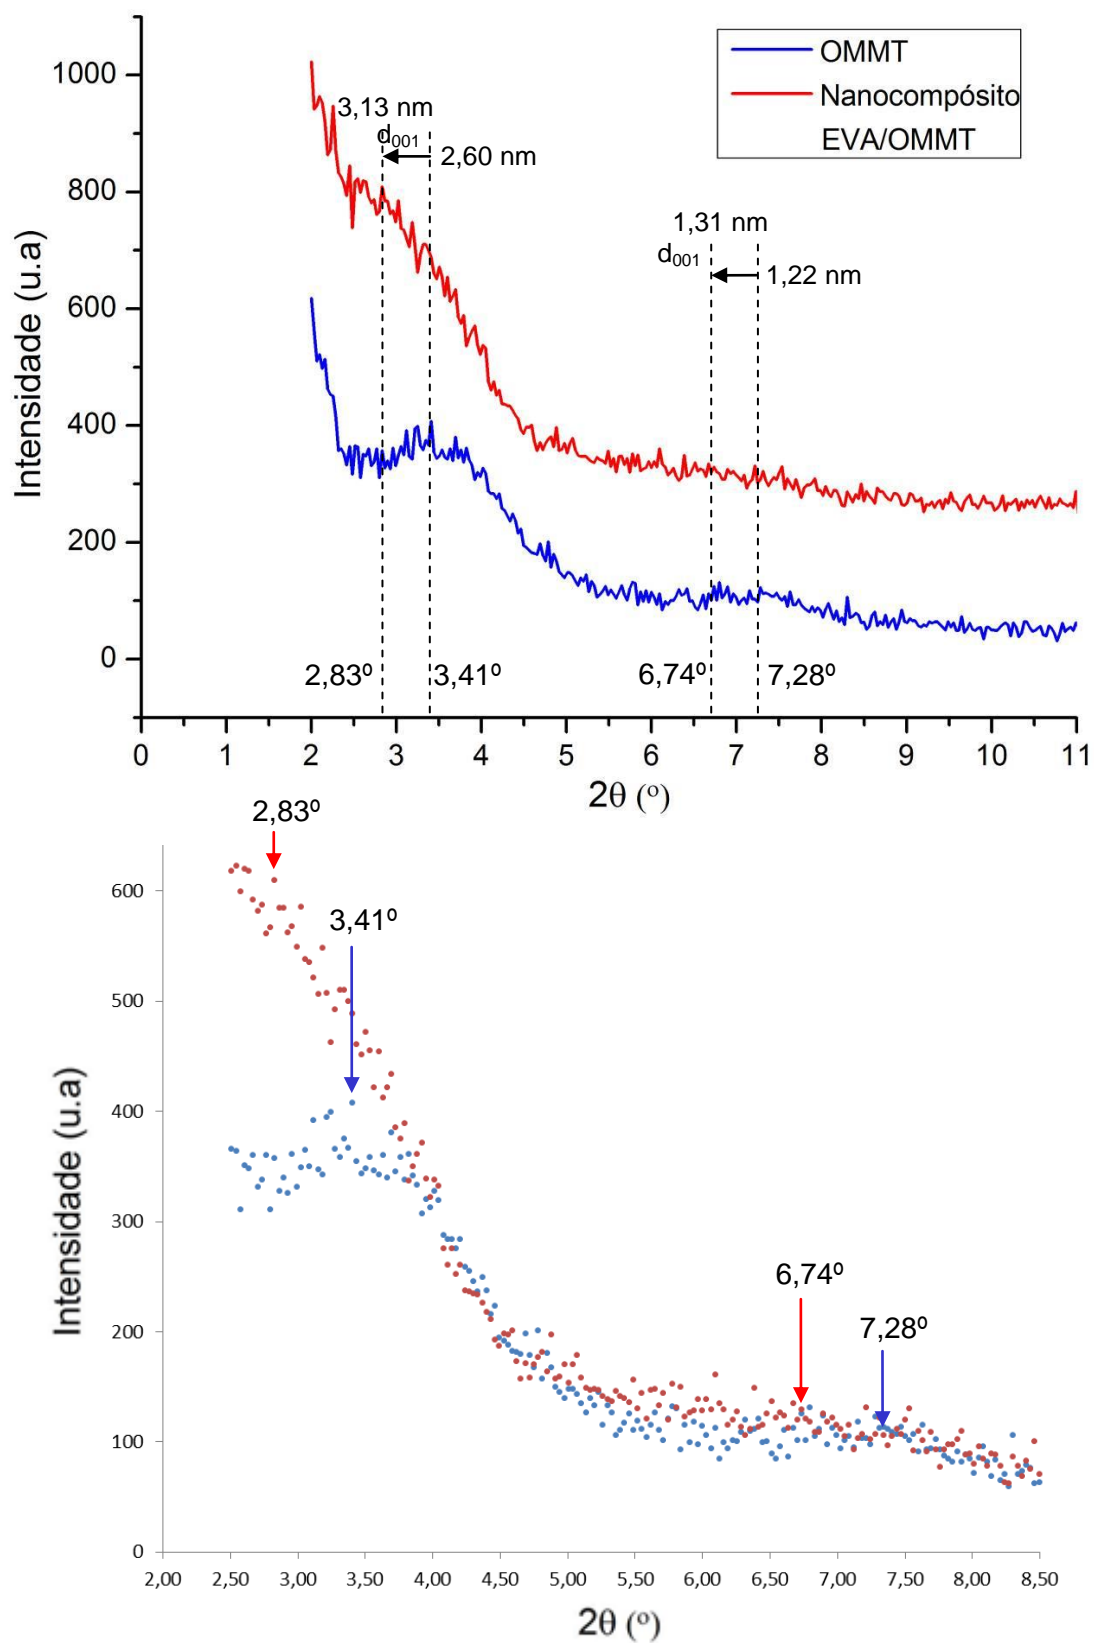 OMMT
Nanocompósito
EVA/OMMT
1000
800
600
400
200
0
Intensidade (u.a)
3,13 nm
d001
2,60 nm
1,31 nm
d001
1,22 nm
2,83º
3,41º
6,74º
7,28º
0 1 2 3 4 5 6 7 8 9 10 11
2θ (º)
2,83º
3,41º
6,74º
7,28º
600
500
400
300
200
100
0
Intensidade (u.a)
2,00 2,50 3,00 3,50 4,00 4,50 5,00 5,50 6,00 6,50 7,00 7,50 8,00 8,50
2θ (º)